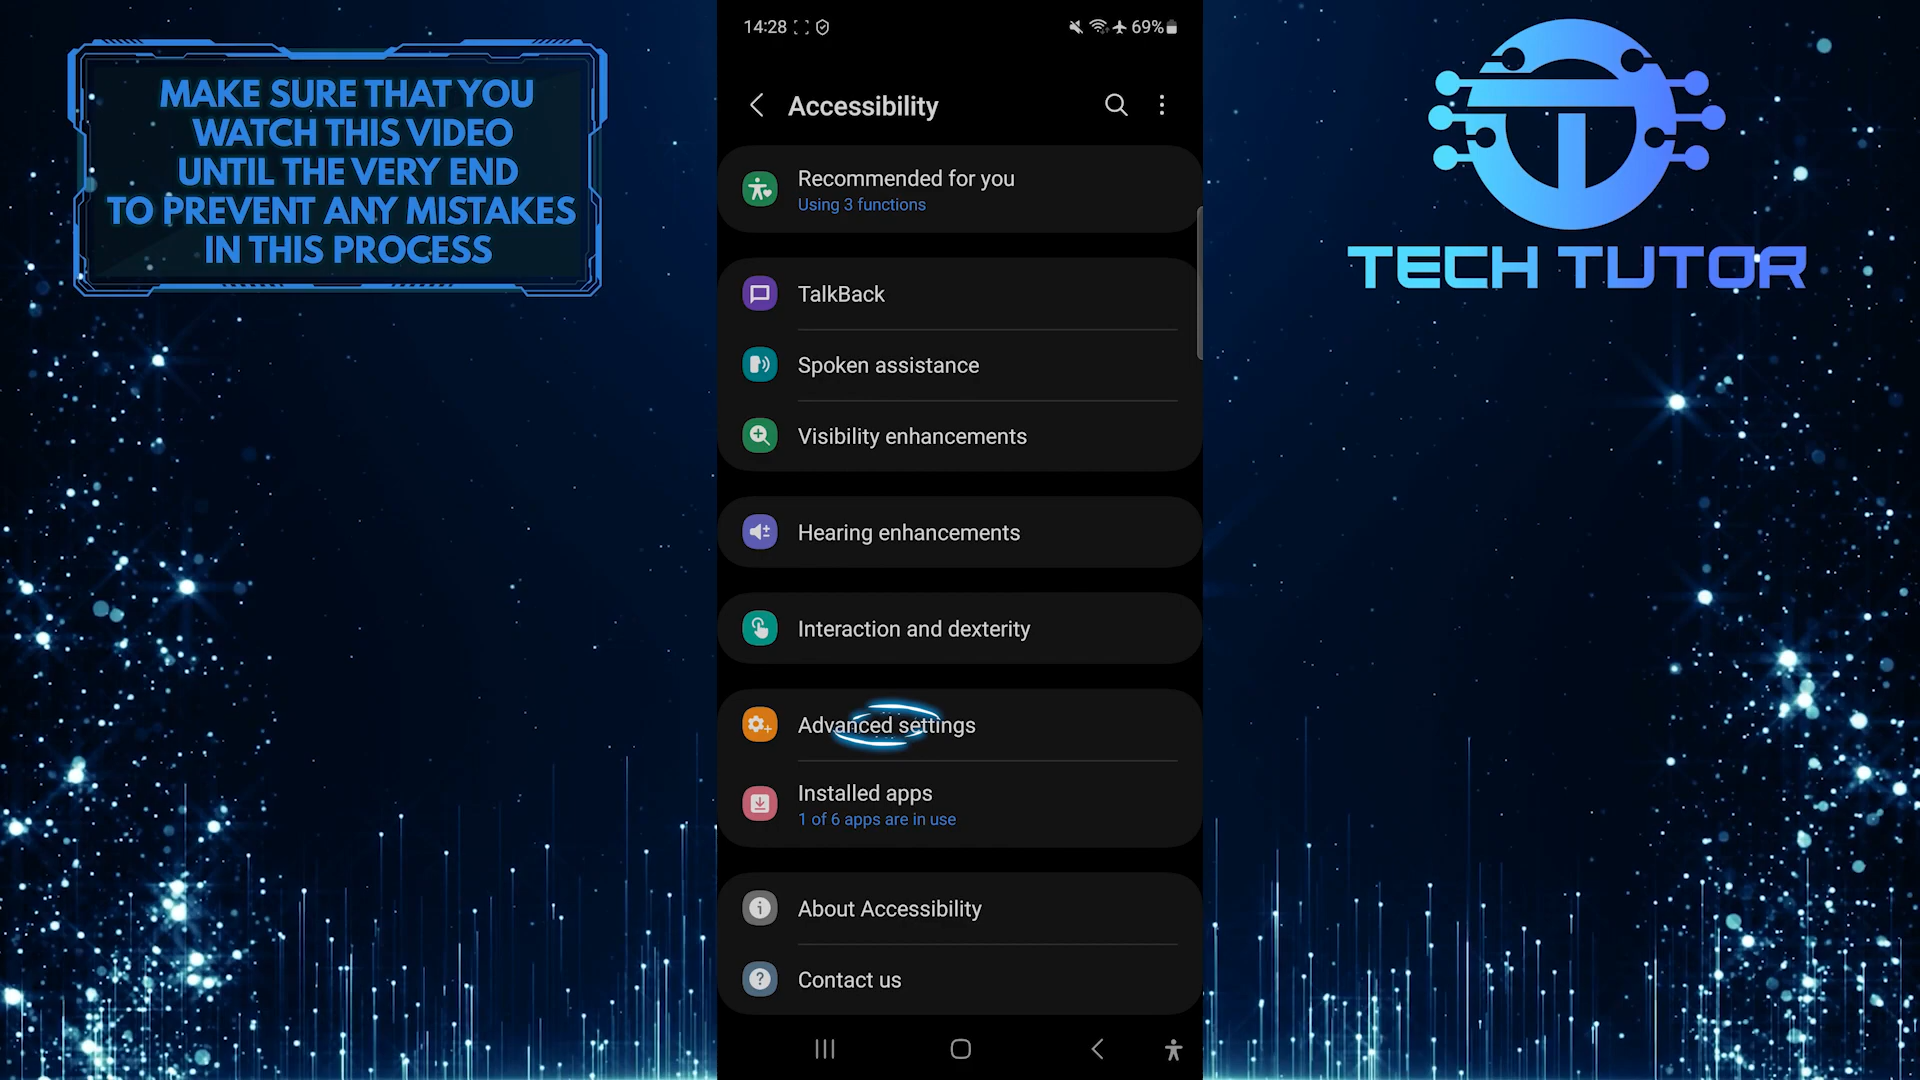 MAKE SURE THAT YOU
WATCH THIS VIDEO
UNTIL THE VERY END
TO PREVENT ANY MISTAKES
IN THIS PROCESS
14:28
69%
Accessibility
Recommended for you
Using 3 functions
TalkBack
Spoken assistance
Visibility enhancements
Hearing enhancements
Interaction and dexterity
Advanced settings
Installed apps
1 of 6 apps are in use
About Accessibility
Contact us
TECH TUTOR